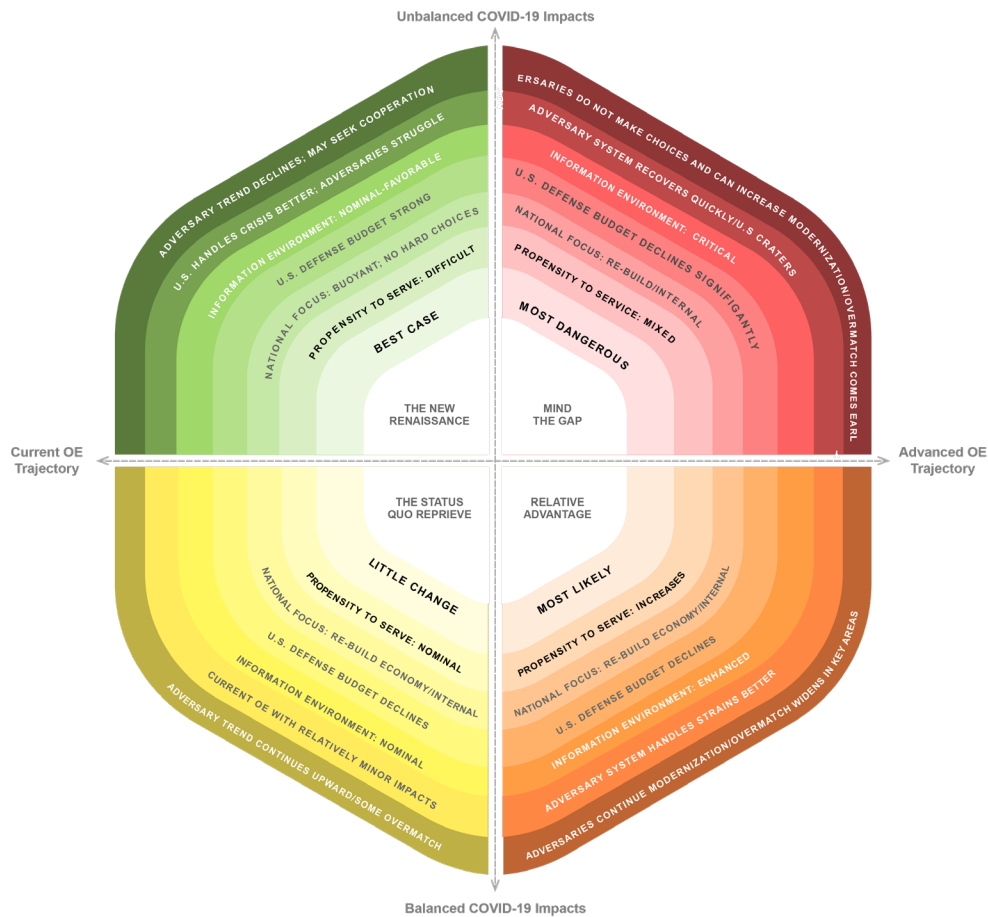 Unbalanced COVID-19 Impacts
ADVERSARY TREND DECLINES; MAY SEEK COOPERATION
U.S. HANDLES CRISIS BETTER; ADVERSARIES STRUGGLE
INFORMATION ENVIRONMENT: NOMINAL-FAVORABLE
U.S. DEFENSE BUDGET STRONG
NATIONAL FOCUS: BUOYANT; NO HARD CHOICES
PROPENSITY TO SERVE: DIFFICULT
BEST CASE
THE NEW
RENAISSANCE
ERSARIES DO NOT MAKE CHOICES AND CAN INCREASE MODERNIZATION/OVERMATCH COMES EARL
ADVERSARY SYSTEM RECOVERS QUICKLY/U.S CRATERS
INFORMATION ENVIRONMENT: CRITICAL
U.S. DEFENSE BUDGET DECLINES SIGNIFIGANTLY
NATIONAL FOCUS: RE-BUILD/INTERNAL
PROPENSITY TO SERVICE: MIXED
MOST DANGEROUS
MIND
THE GAP
Current OE
Trajectory
Advanced OE
Trajectory
THE STATUS
QUO REPRIEVE
LITTLE CHANGE
PROPENSITY TO SERVE: NOMINAL
NATIONAL FOCUS: RE-BUILD ECONOMY/INTERNAL
U.S. DEFENSE BUDGET DECLINES
INFORMATION ENVIRONMENT: NOMINAL
CURRENT OE WITH RELATIVELY MINOR IMPACTS
ADVERSARY TREND CONTINUES UPWARD/SOME OVERMATCH
RELATIVE
ADVANTAGE
MOST LIKELY
PROPENSITY TO SERVE: INCREASES
NATIONAL FOCUS: RE-BUILD ECONOMY/INTERNAL
U.S. DEFENSE BUDGET DECLINES
INFORMATION ENVIRONMENT: ENHANCED
ADVERSARY SYSTEM HANDLES STRAINS BETTER
ADVERSARIES CONTINUE MODERNIZATION/OVERMATCH WIDENS IN KEY AREAS
Balanced COVID-19 Impacts